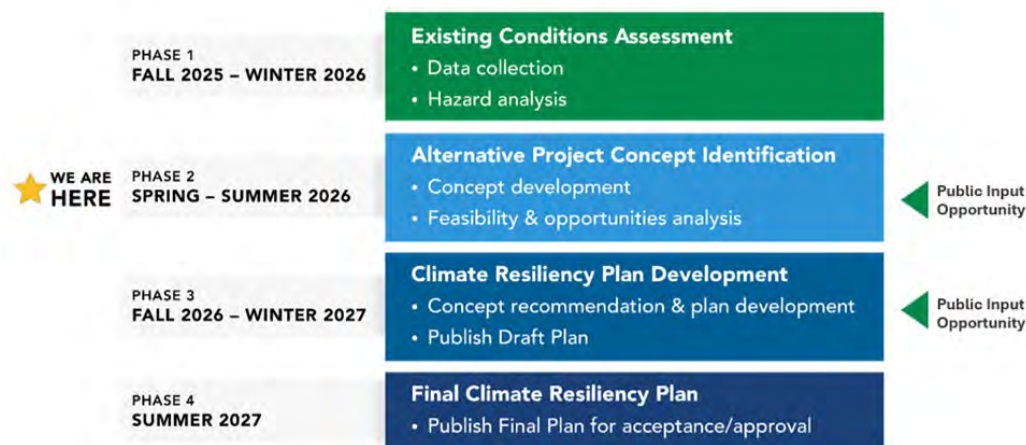 PHASE 1
FALL 2025 – WINTER 2026
Existing Conditions Assessment
• Data collection
• Hazard analysis
WE ARE
HERE
PHASE 2
SPRING – SUMMER 2026
Alternative Project Concept Identification
• Concept development
• Feasibility & opportunities analysis
Public Input
Opportunity
PHASE 3
FALL 2026 – WINTER 2027
Climate Resiliency Plan Development
• Concept recommendation & plan development
• Publish Draft Plan
Public Input
Opportunity
PHASE 4
SUMMER 2027
Final Climate Resiliency Plan
• Publish Final Plan for acceptance/approval